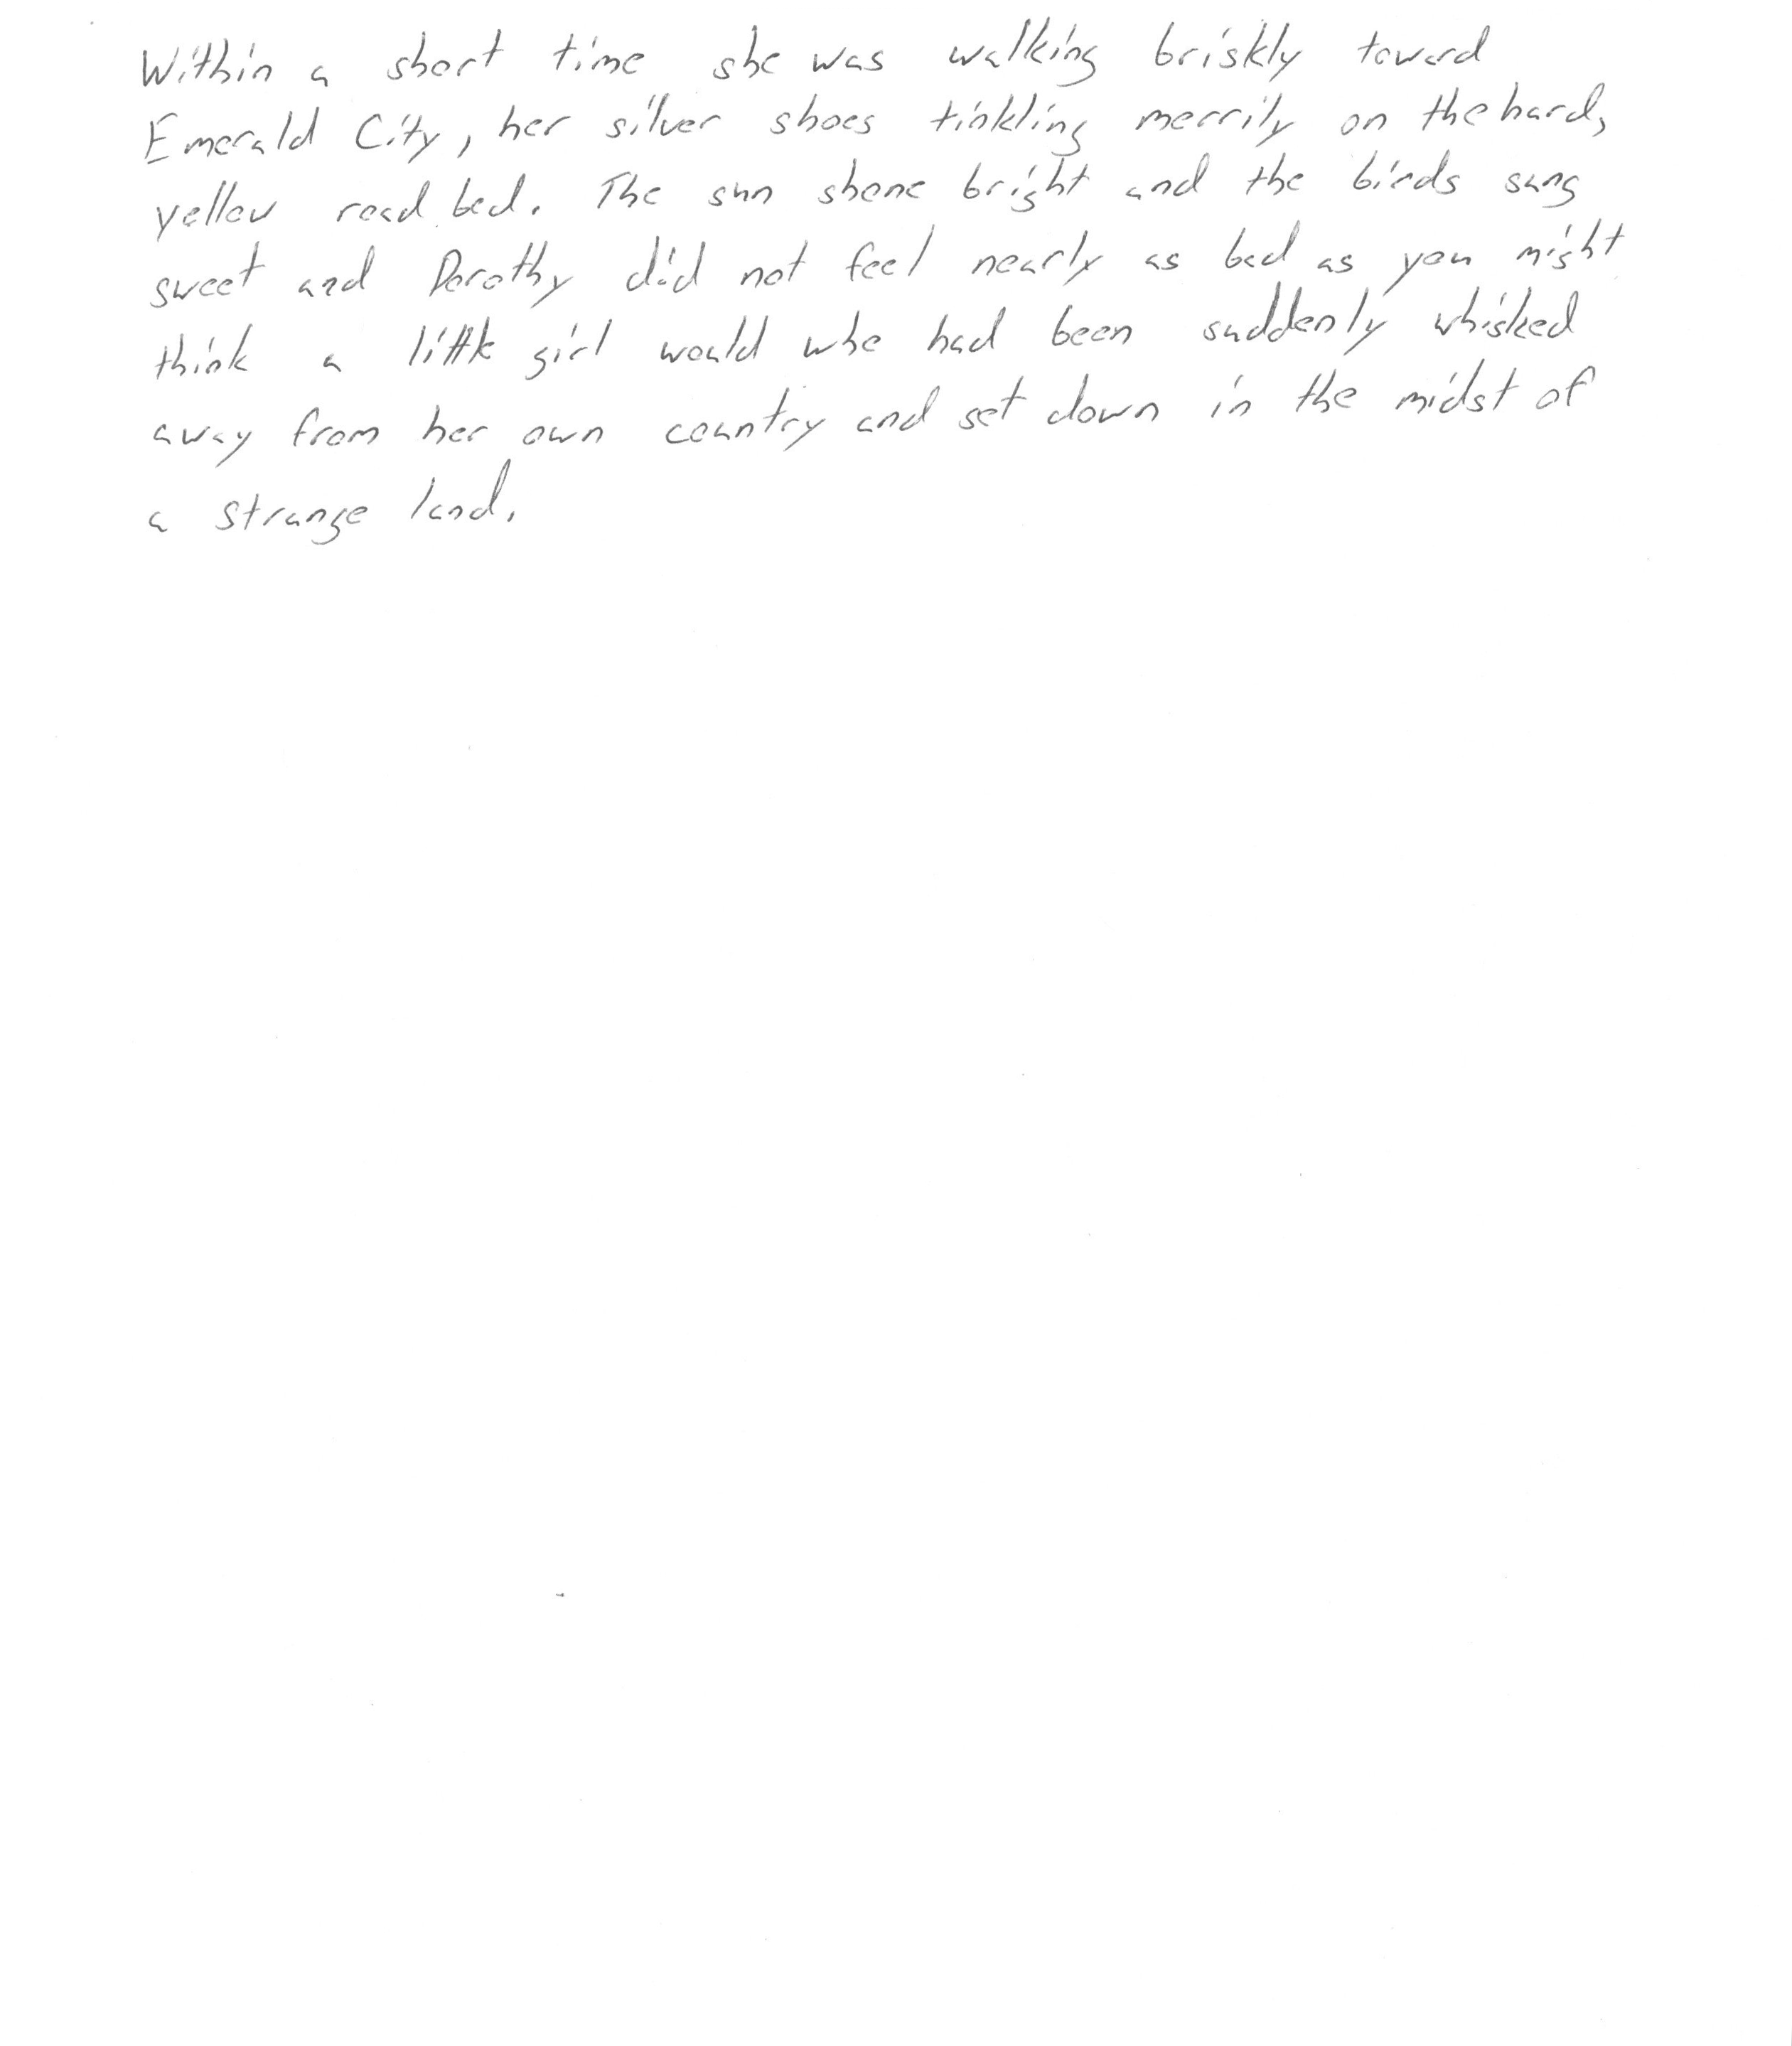 Within a short time she was walking briskly toward
Emerald City, her silver shoes tinkling merrily on the hard,
yellow road bed. The sun shone bright and the birds sang
sweet and Dorothy did not feel nearly as bad as you might
think a little girl would who had been suddenly whisked
away from her own country and set down in the midst of
a strange land.